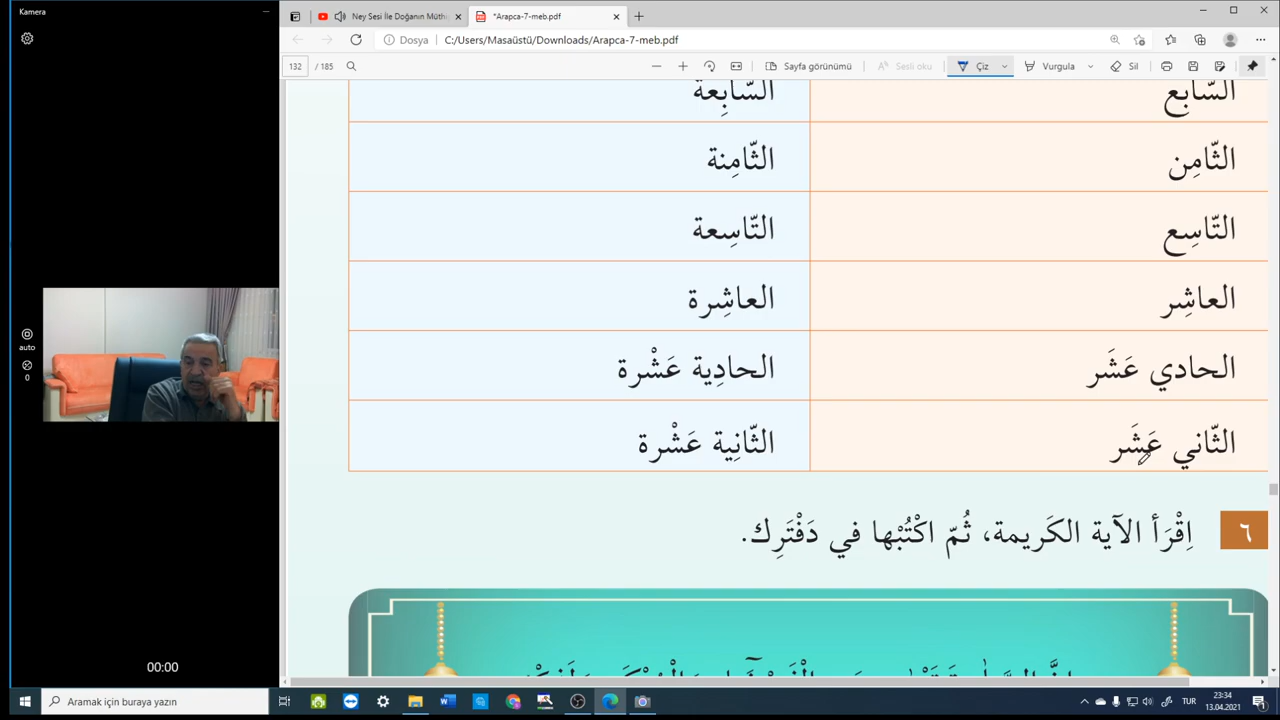 Kamera
Ney Sesi İle Doğanın Müthi
*Arapca-7-meb.pdf
Dosya
C:/Users/Masaüstü/Downloads/Arapca-7-meb.pdf
132 / 185
Sayfa görünümü
Sesli oku
Çiz
Vurgula
Sil
السّابِع السّابِعة
الثّامِن الثّامِنة
التّاسِع التّاسِعة
العاشِر العاشِرة
الحادي عَشَر الحادِية عَشْرة
الثّاني عَشَر الثّانِية عَشْرة
٦ اِقْرَأ الآية الكَريمة، ثُمّ اكْتُبْها في دَفْتَرِك.
auto
0
00:00
Aramak için buraya yazın
TUR
23:34
13.04.2021